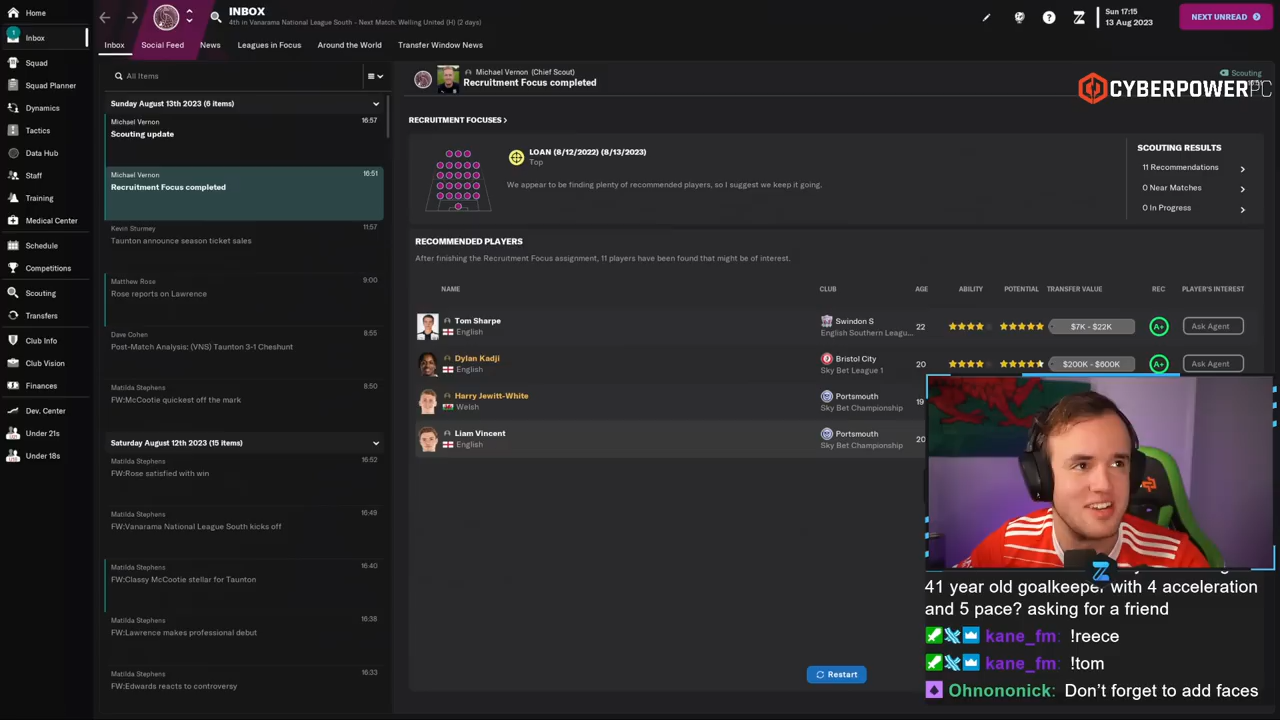 Home
Inbox
Squad
Squad Planner
Dynamics
Tactics
Data Hub
Staff
Training
Medical Center
Schedule
Competitions
Scouting
Transfers
Club Info
Club Vision
Finances
Dev. Center
Under 21s
Under 18s
INBOX
4th in Vanarama National League South - Next Match: Welling United (H) (2 days)
Sun 17:15
13 Aug 2023
NEXT UNREAD
Inbox
Social Feed
News
Leagues in Focus
Around the World
Transfer Window News
All Items
Sunday August 13th 2023 (6 items)
Michael Vernon 16:57
Scouting update
Michael Vernon 16:51
Recruitment Focus completed
Kevin Sturmey 11:57
Taunton announce season ticket sales
Matthew Rose 9:00
Rose reports on Lawrence
Dave Cohen 8:55
Post-Match Analysis: (VNS) Taunton 3-1 Cheshunt
Matilda Stephens 8:50
FW:McCootie quickest off the mark
Saturday August 12th 2023 (15 items)
Matilda Stephens 16:52
FW:Rose satisfied with win
Matilda Stephens 16:49
FW:Vanarama National League South kicks off
Matilda Stephens 16:40
FW:Classy McCootie stellar for Taunton
Matilda Stephens 16:38
FW:Lawrence makes professional debut
Matilda Stephens 16:33
FW:Edwards reacts to controversy
Michael Vernon (Chief Scout)
Recruitment Focus completed
Scouting
CYBERPOWERPC
RECRUITMENT FOCUSES >
LOAN (8/12/2022) (8/13/2023)
Top
We appear to be finding plenty of recommended players, so I suggest we keep it going.
SCOUTING RESULTS
11 Recommendations
0 Near Matches
0 In Progress
RECOMMENDED PLAYERS
After finishing the Recruitment Focus assignment, 11 players have been found that might be of interest.
NAME CLUB AGE ABILITY POTENTIAL TRANSFER VALUE REC PLAYER'S INTEREST
Tom Sharpe Swindon S 22 $7K - $22K A+ Ask Agent
English English Southern Leagu...
Dylan Kadji Bristol City 20 $200K - $600K A+ Ask Agent
English Sky Bet League 1
Harry Jewitt-White Portsmouth 19
Welsh Sky Bet Championship
Liam Vincent Portsmouth 20
English Sky Bet Championship
Restart
41 year old goalkeeper with 4 acceleration
and 5 pace? asking for a friend
kane_fm: !reece
kane_fm: !tom
Ohnononick: Don't forget to add faces